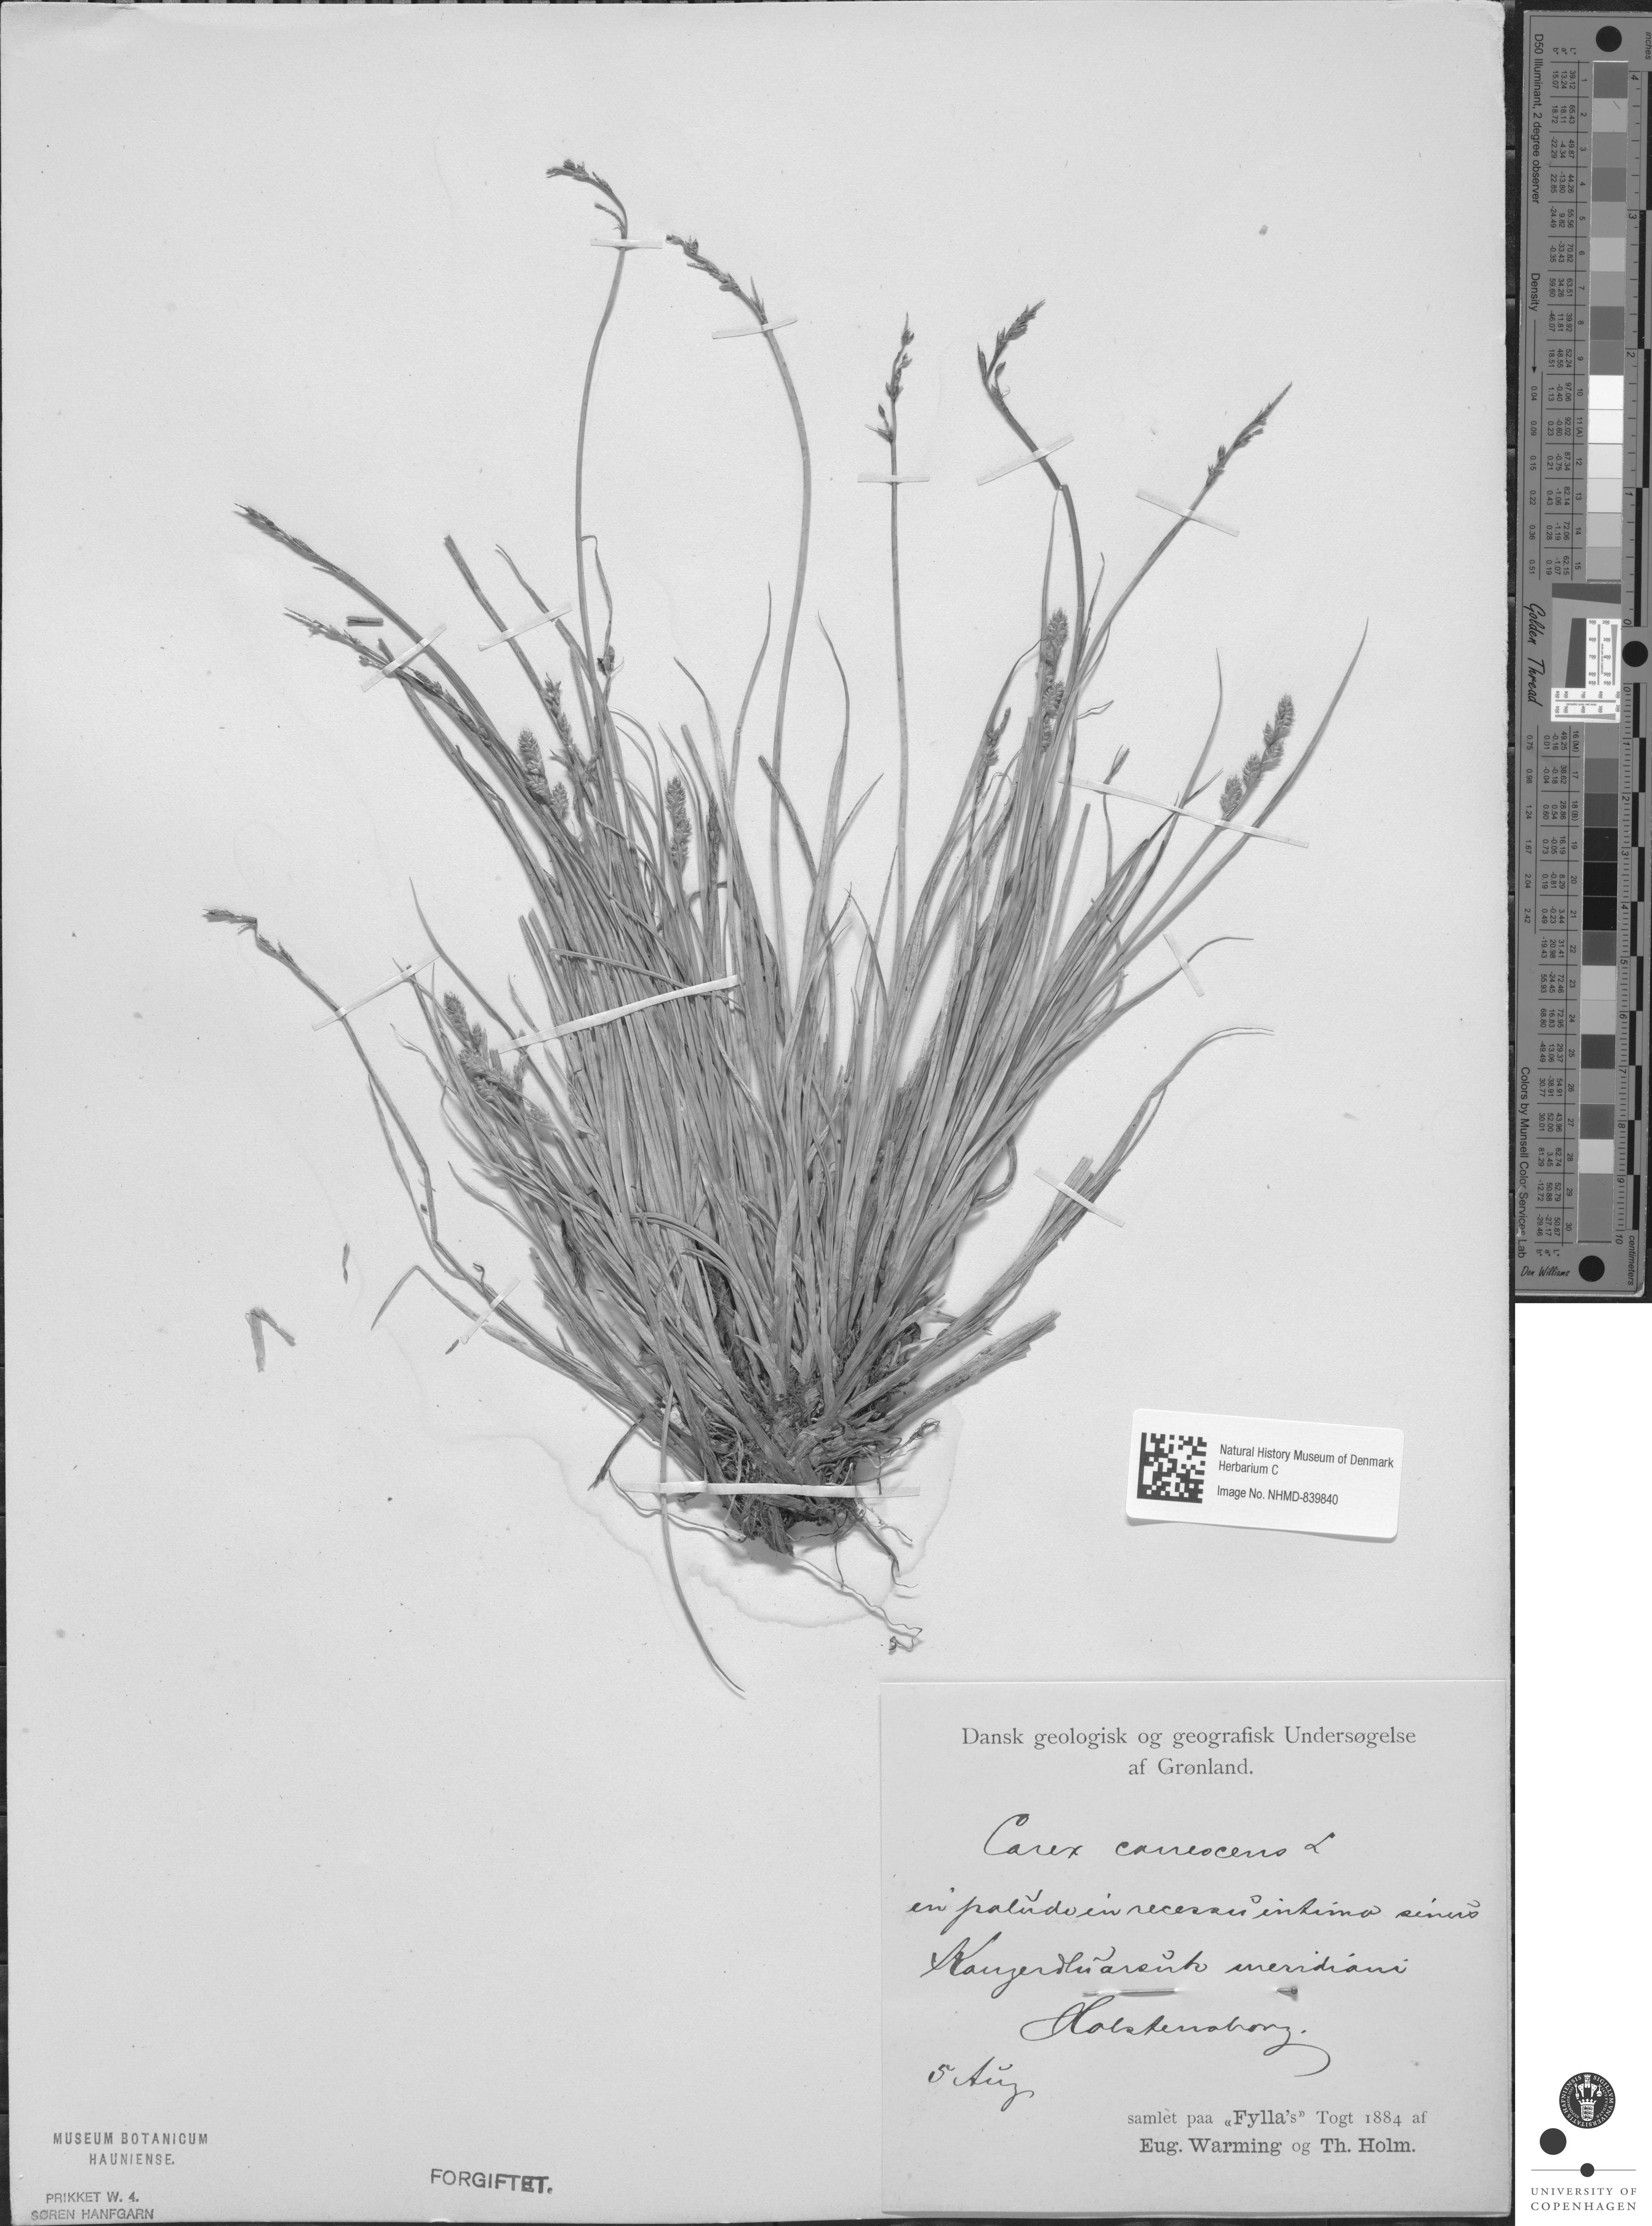 Natural History Museum of Denmark
Herbarium C
Image No. NHMD-839840
Dansk geologisk og geografisk Undersøgelse
af Grønland.
Carex canescens L
in paludo in recessu intimo sinus
Kangerdluarsuk meridiani
Holstensborg.
5 Aug
samlet paa «Fylla's» Togt 1884 af
Eug. Warming og Th. Holm.
MUSEUM BOTANICUM
HAUNIENSE.
PRIKKET W. 4.
SØREN HANFGARN
FORGIFTET.
inches
D50 Illuminant, 2 degree observer
Density
Golden Thread
Colors by Munsell Color Services Lab
centimeters
Don Williams
UNIVERSITY OF
COPENHAGEN